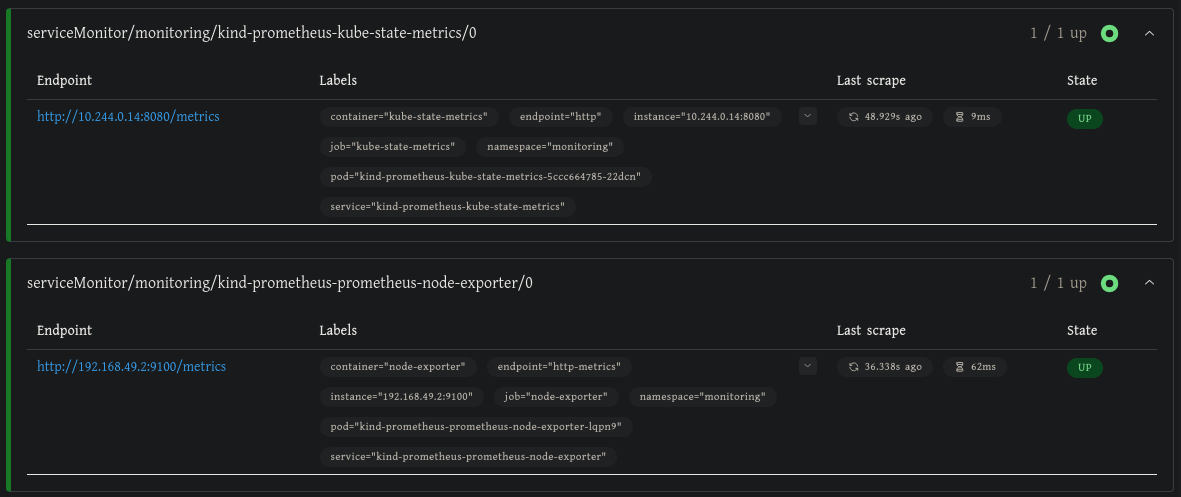 serviceMonitor/monitoring/kind-prometheus-kube-state-metrics/0 1 / 1 up
Endpoint Labels Last scrape State
http://10.244.0.14:8080/metrics container="kube-state-metrics" endpoint="http" instance="10.244.0.14:8080" 48.929s ago 9ms UP
job="kube-state-metrics" namespace="monitoring"
pod="kind-prometheus-kube-state-metrics-5ccc664785-22dcn"
service="kind-prometheus-kube-state-metrics"
serviceMonitor/monitoring/kind-prometheus-prometheus-node-exporter/0 1 / 1 up
Endpoint Labels Last scrape State
http://192.168.49.2:9100/metrics container="node-exporter" endpoint="http-metrics" 36.338s ago 62ms UP
instance="192.168.49.2:9100" job="node-exporter" namespace="monitoring"
pod="kind-prometheus-prometheus-node-exporter-lqpn9"
service="kind-prometheus-prometheus-node-exporter"